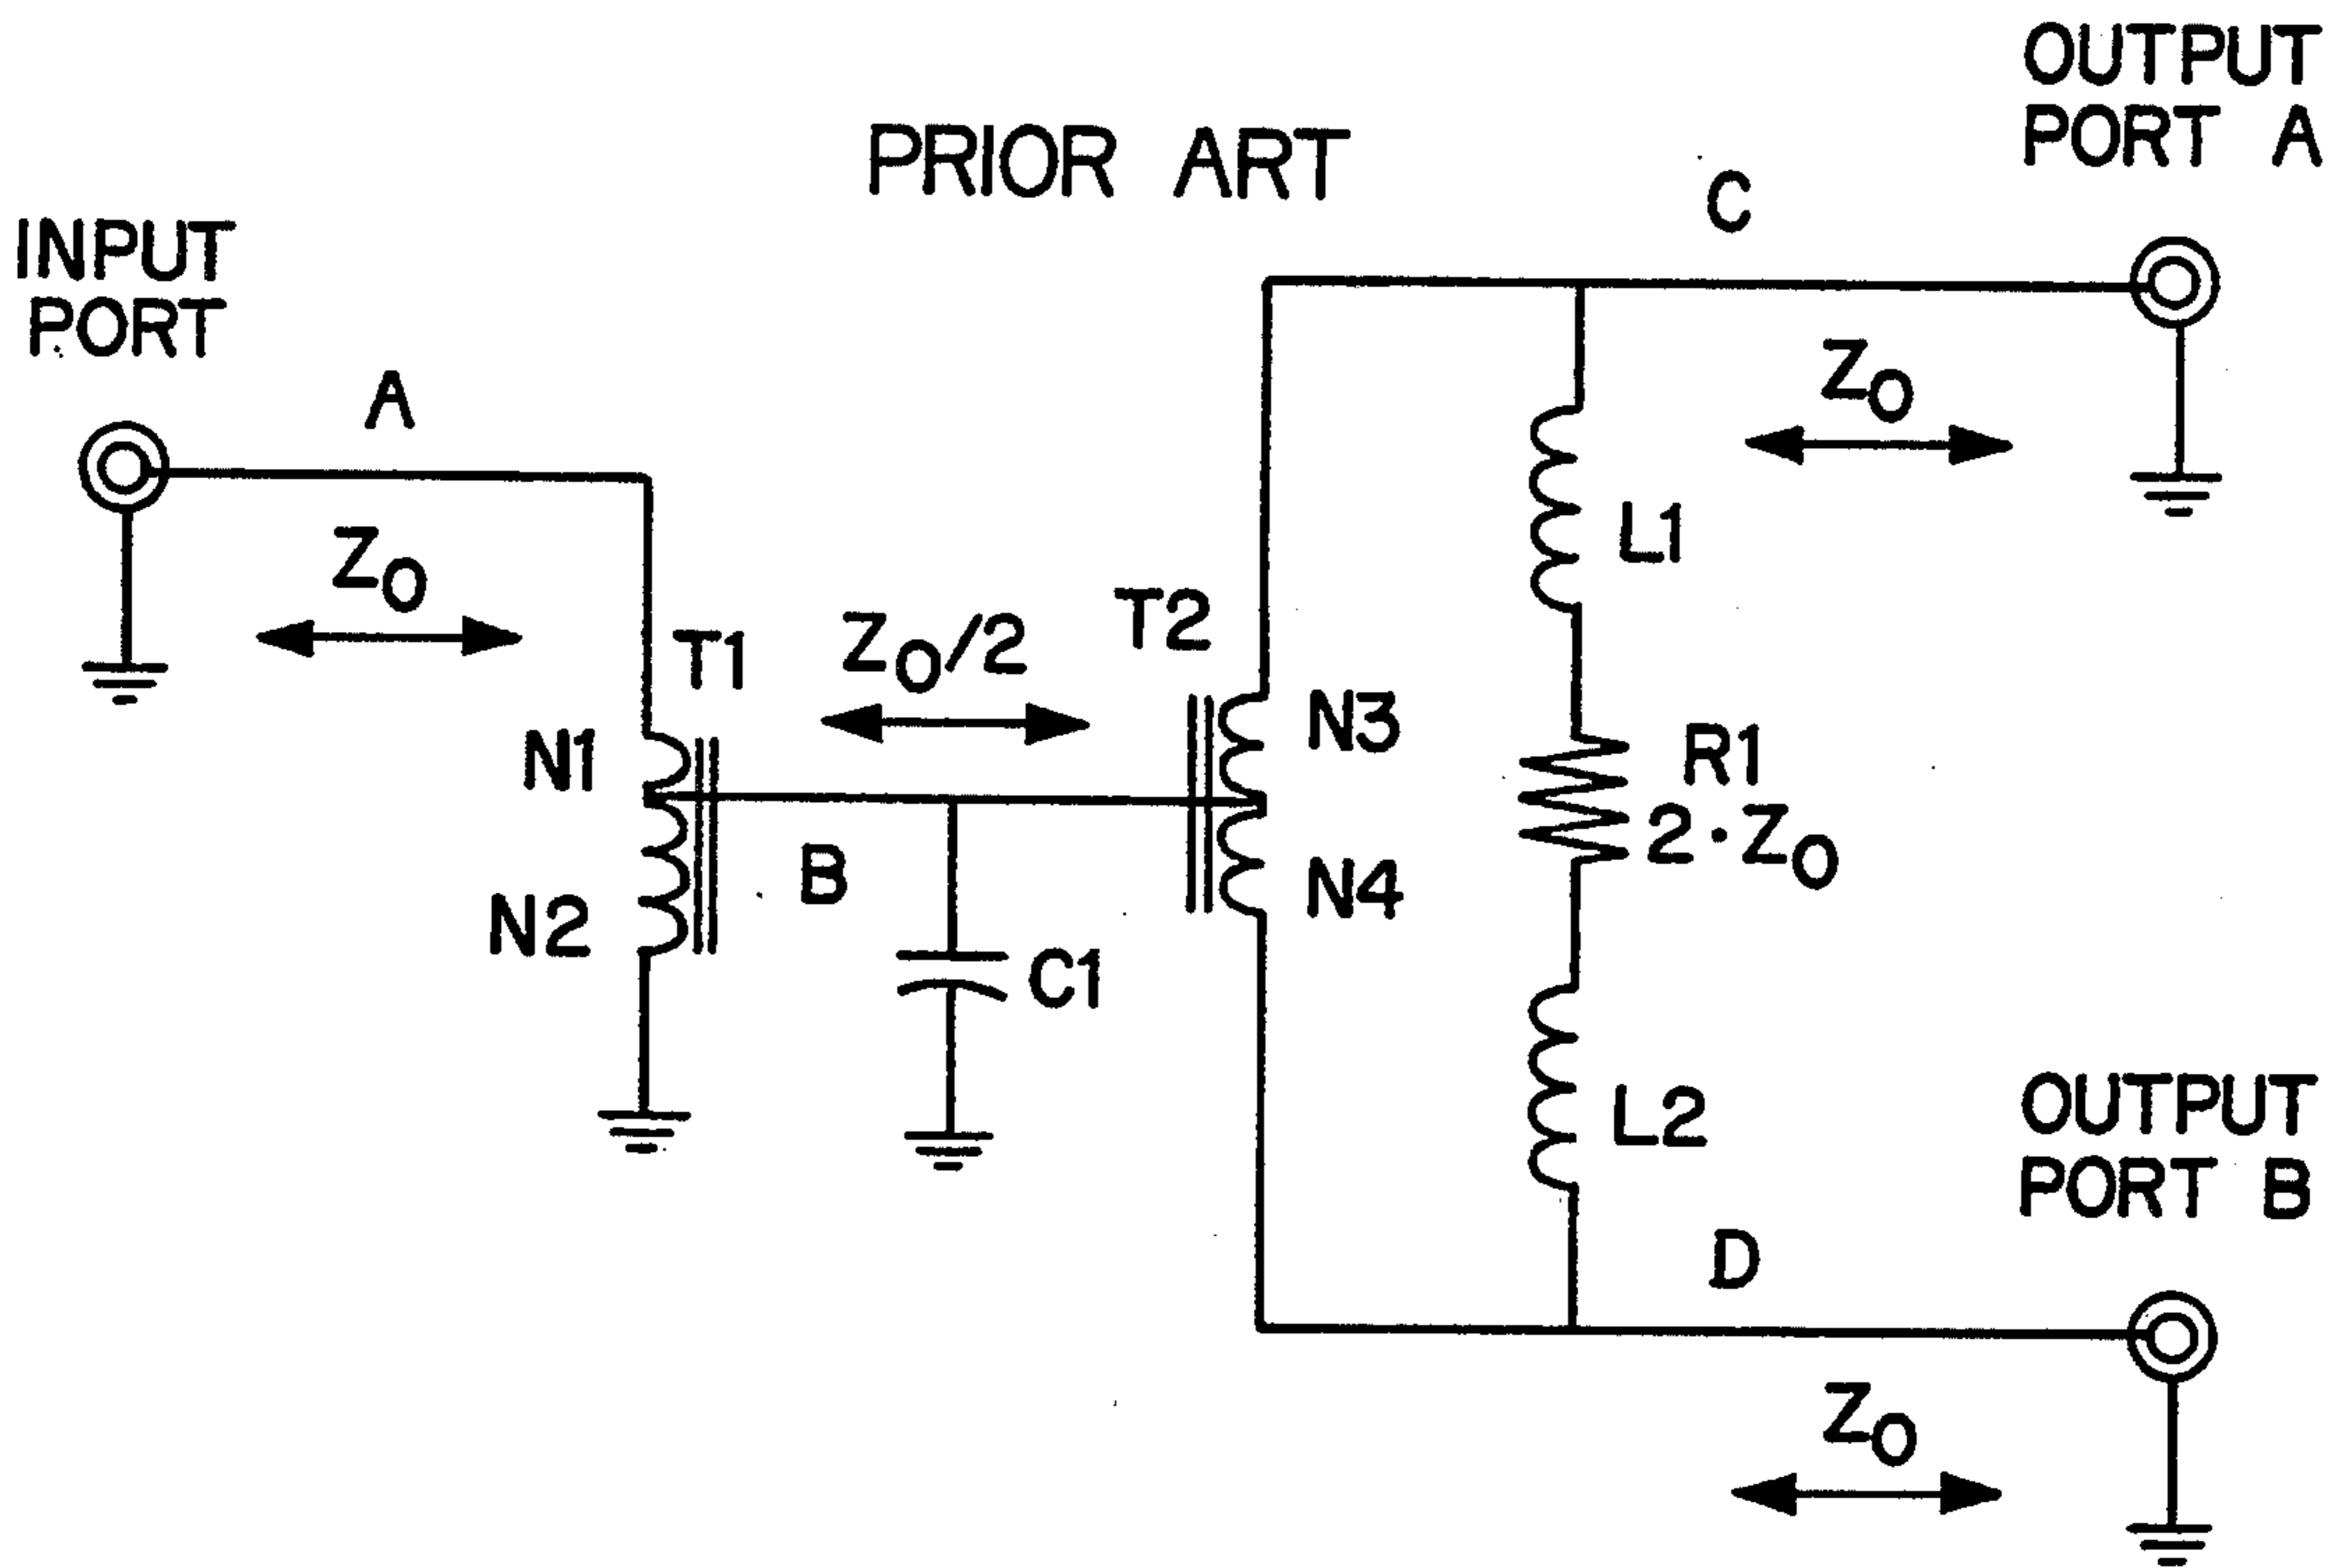 PRIOR ART
INPUT
PORT
A
Z₀
T1
N1
N2
Z₀/2
B
C1
T2
N3
N4
C
OUTPUT
PORT A
Z₀
L1
R1
2·Z₀
L2
OUTPUT
PORT B
D
Z₀